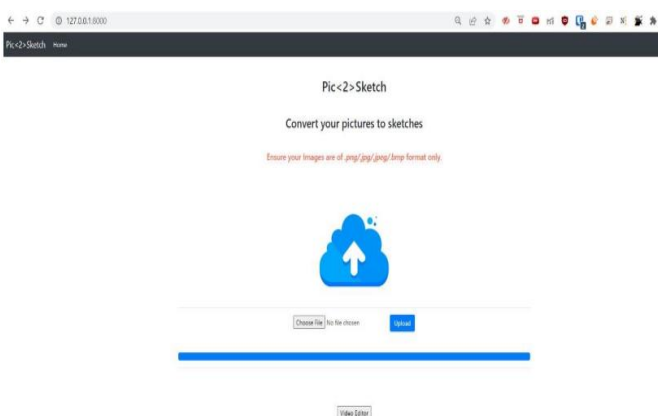 127.0.0.1:8000
Pic<2>Sketch Home
Pic<2>Sketch
Convert your pictures to sketches
Ensure your Images are of .png/.jpg/.jpeg/.bmp format only.
Choose File No file chosen Upload
Video Editor